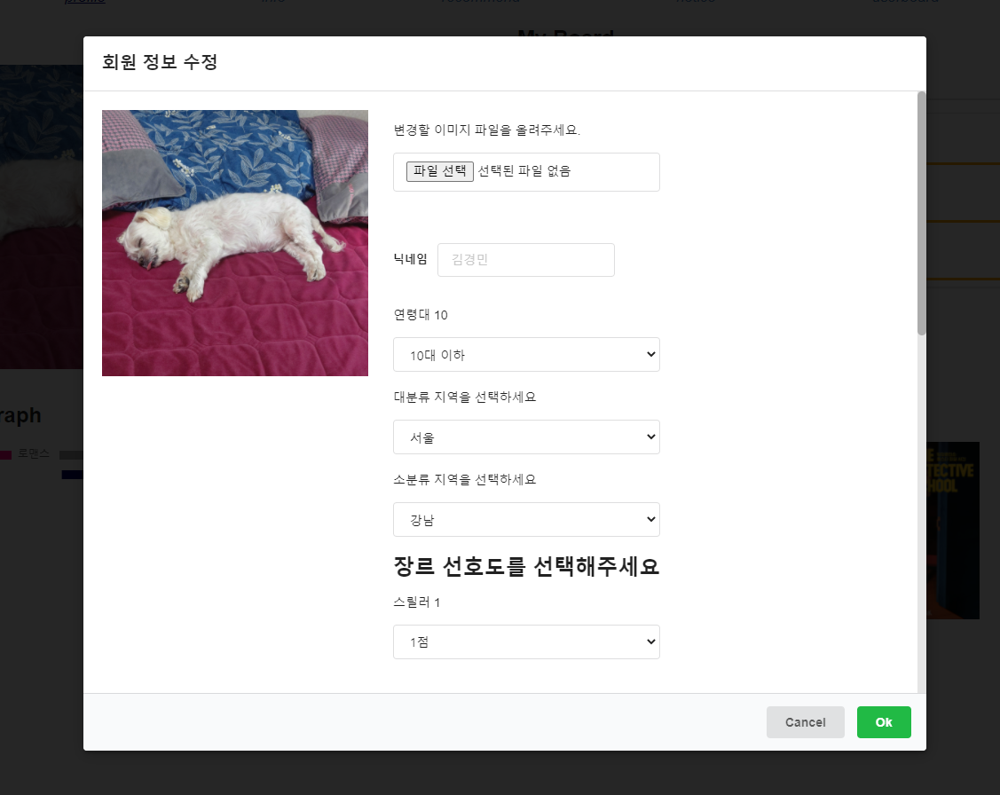 profile
info
recommend
notice
My Board
회원 정보 수정
변경할 이미지 파일을 올려주세요.
파일 선택 선택된 파일 없음
닉네임 김경민
연령대 10
10대 이하
대분류 지역을 선택하세요
서울
소분류 지역을 선택하세요
강남
장르 선호도를 선택해주세요
스릴러 1
1점
raph
로맨스
Cancel
Ok